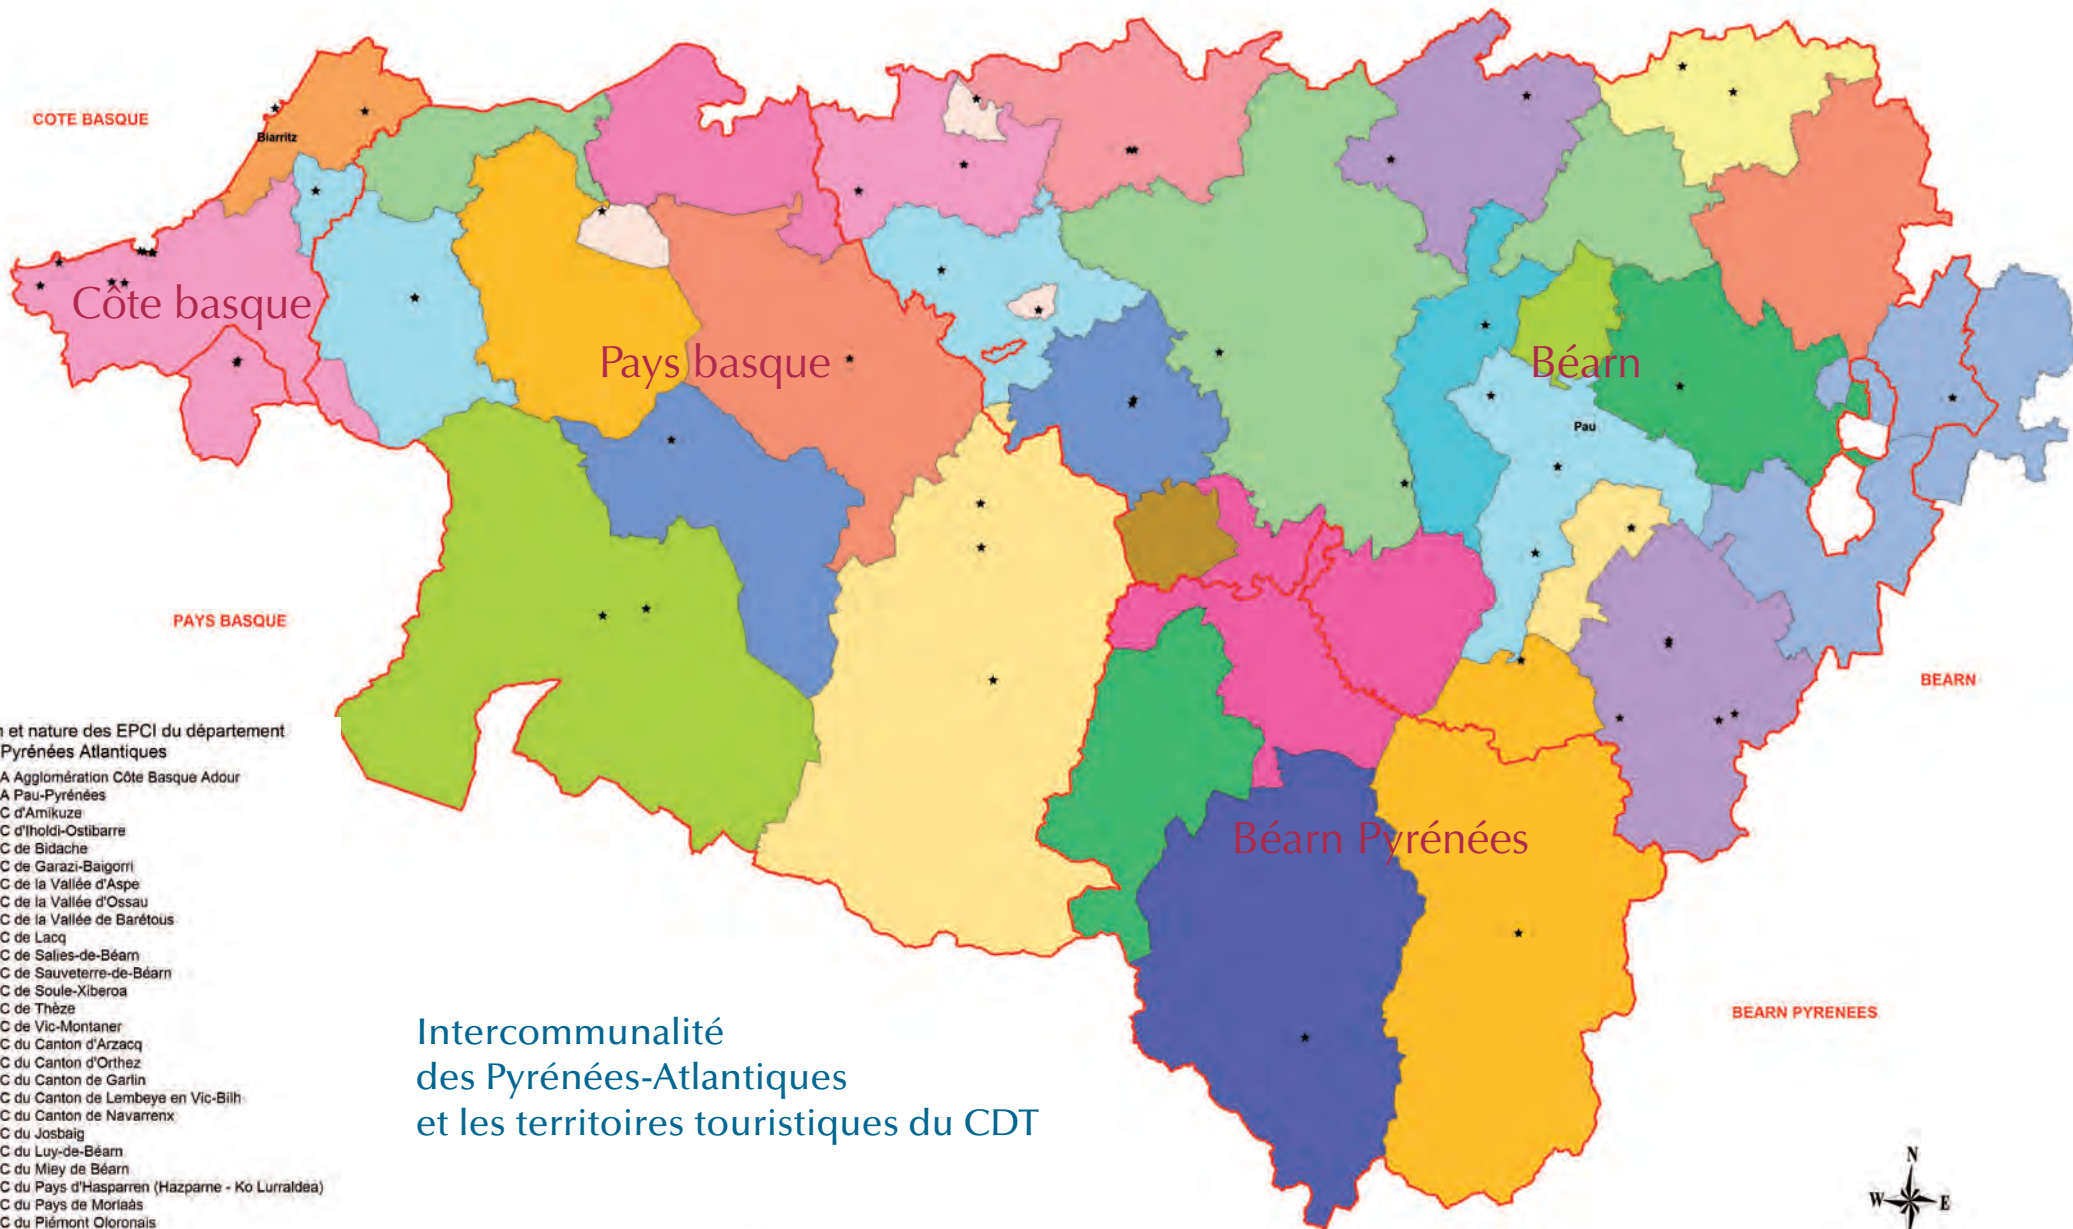 COTE BASQUE
Biarritz
Côte basque
Pays basque
Béarn
Pau
PAYS BASQUE
BEARN
et nature des EPCI du département
Pyrénées Atlantiques
A Agglomération Côte Basque Adour
A Pau-Pyrénées
C d'Amikuze
C d'Iholdi-Ostibarre
C de Bidache
C de Garazi-Baigorri
C de la Vallée d'Aspe
C de la Vallée d'Ossau
C de la Vallée de Barétous
C de Lacq
C de Salies-de-Béarn
C de Sauveterre-de-Béarn
C de Soule-Xiberoa
C de Thèze
C de Vic-Montaner
C du Canton d'Arzacq
C du Canton d'Orthez
C du Canton de Garlin
C du Canton de Lembeye en Vic-Bilh
C du Canton de Navarrenx
C du Josbaig
C du Luy-de-Béarn
C du Miey de Béarn
C du Pays d'Hasparren (Hazparne - Ko Lurraldea)
C du Pays de Morlaàs
C du Piémont Oloronais
Béarn Pyrénées
BEARN PYRENEES
Intercommunalité
des Pyrénées-Atlantiques
et les territoires touristiques du CDT
N
W E